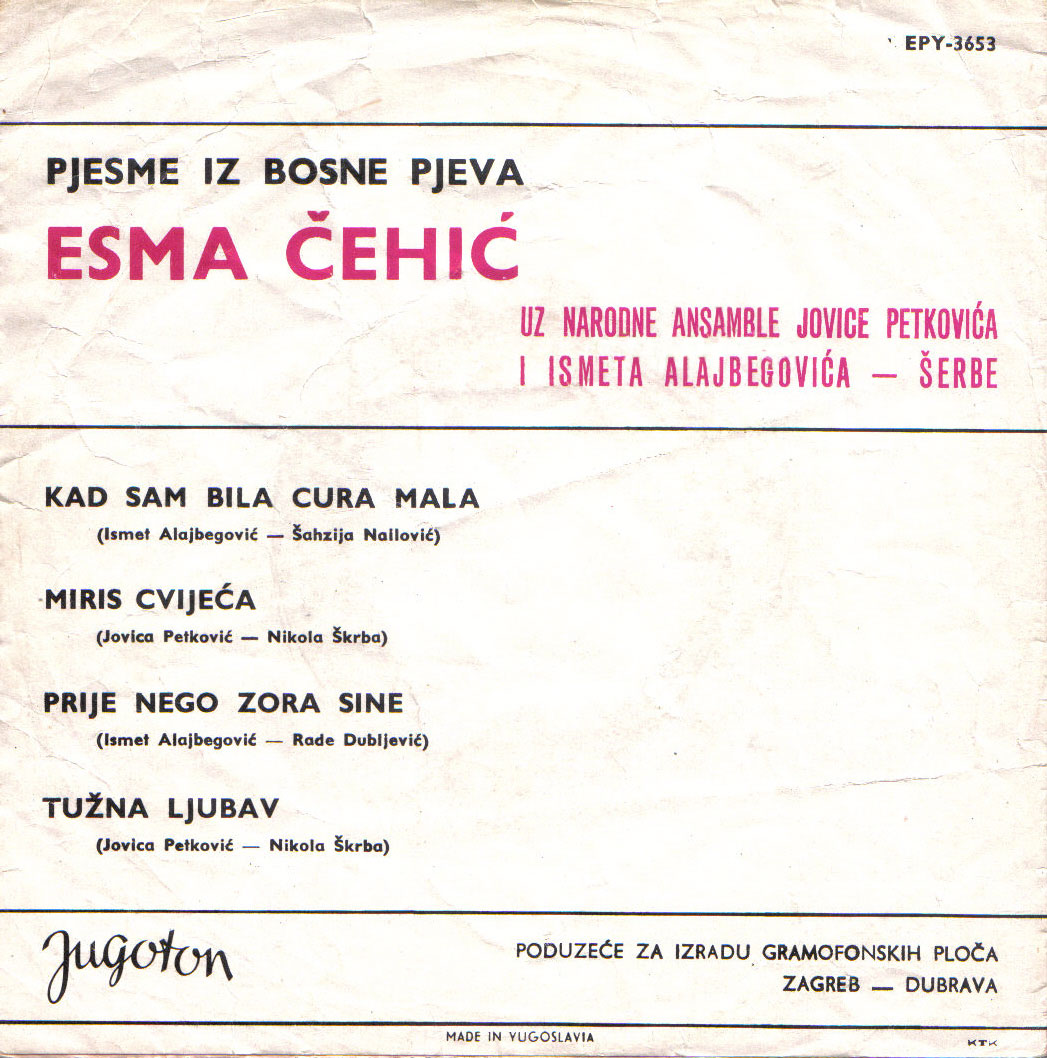 EPY-3653
PJESME IZ BOSNE PJEVA
ESMA ČEHIĆ
UZ NARODNE ANSAMBLE JOVICE PETKOVIĆA
I ISMETA ALAJBEGOVIĆA — ŠERBE
KAD SAM BILA CURA MALA
(Ismet Alajbegović — Šahzija Nailović)
MIRIS CVIJEĆA
(Jovica Petković — Nikola Škrba)
PRIJE NEGO ZORA SINE
(Ismet Alajbegović — Rade Dubljević)
TUŽNA LJUBAV
(Jovica Petković — Nikola Škrba)
Jugoton
PODUZEĆE ZA IZRADU GRAMOFONSKIH PLOČA
ZAGREB — DUBRAVA
MADE IN YUGOSLAVIA
KTK